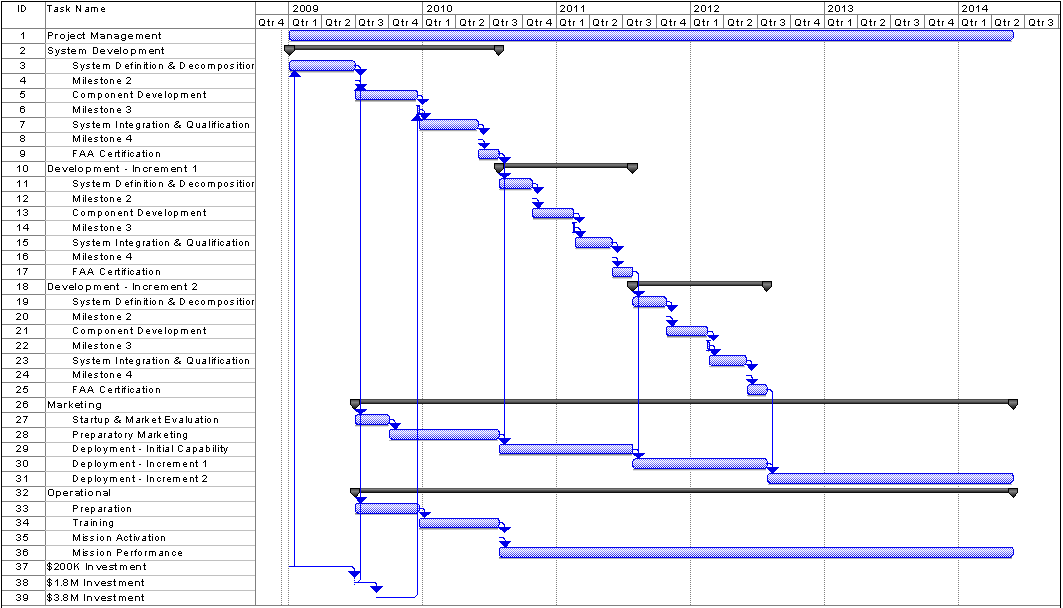 ID Task Name 2009 2010 2011 2012 2013 2014
Qtr 4 Qtr 1 Qtr 2 Qtr 3 Qtr 4 Qtr 1 Qtr 2 Qtr 3 Qtr 4 Qtr 1 Qtr 2 Qtr 3 Qtr 4 Qtr 1 Qtr 2 Qtr 3 Qtr 4 Qtr 1 Qtr 2 Qtr 3 Qtr 4 Qtr 1 Qtr 2 Qtr 3
1 Project Management
2 System Development
3 System Definition & Decomposition
4 Milestone 2
5 Component Development
6 Milestone 3
7 System Integration & Qualification
8 Milestone 4
9 FAA Certification
10 Development - Increment 1
11 System Definition & Decomposition
12 Milestone 2
13 Component Development
14 Milestone 3
15 System Integration & Qualification
16 Milestone 4
17 FAA Certification
18 Development - Increment 2
19 System Definition & Decomposition
20 Milestone 2
21 Component Development
22 Milestone 3
23 System Integration & Qualification
24 Milestone 4
25 FAA Certification
26 Marketing
27 Startup & Market Evaluation
28 Preparatory Marketing
29 Deployment - Initial Capability
30 Deployment - Increment 1
31 Deployment - Increment 2
32 Operational
33 Preparation
34 Training
35 Mission Activation
36 Mission Performance
37 $200K Investment
38 $1.8M Investment
39 $3.8M Investment